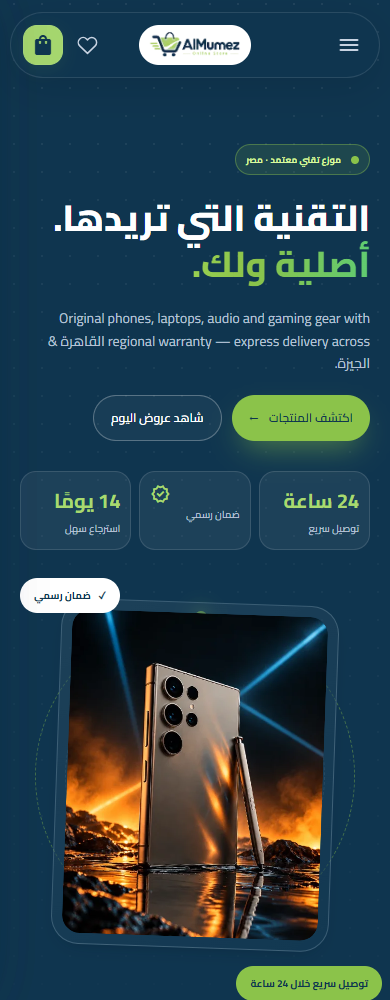 AlMumez
موزع تقني معتمد · مصر
التقنية التي تريدها.
أصلية ولك.
Original phones, laptops, audio and gaming gear with
regional warranty — express delivery across القاهرة &
الجيزة.
اكتشف المنتجات ←
شاهد عروض اليوم
24 ساعة
توصيل سريع
ضمان رسمي
14 يومًا
استرجاع سهل
✓ ضمان رسمي
توصيل سريع خلال 24 ساعة